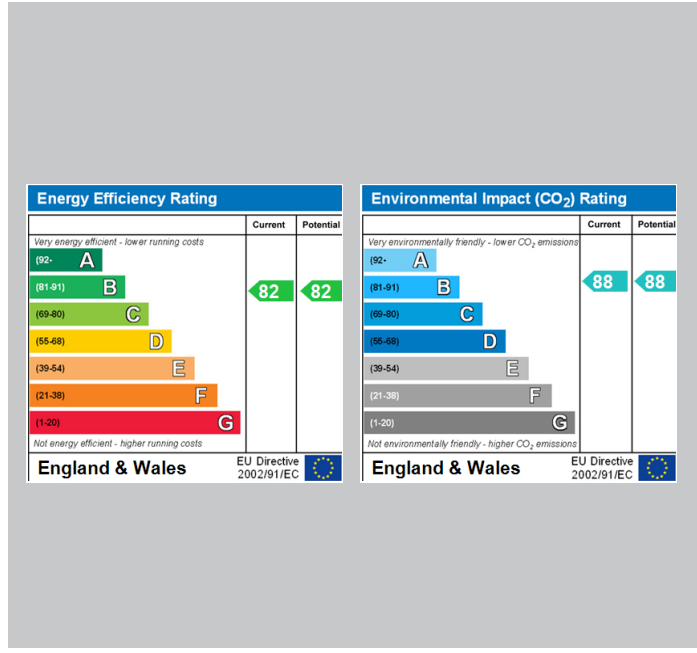 Energy Efficiency Rating
Current Potential
Very energy efficient - lower running costs
(92- A
(81-91) B
82 82
(69-80) C
(55-68) D
(39-54) E
(21-38) F
(1-20) G
Not energy efficient - higher running costs
England & Wales
EU Directive
2002/91/EC
Environmental Impact (CO₂) Rating
Current Potential
Very environmentally friendly - lower CO₂ emissions
(92- A
(81-91) B
88 88
(69-80) C
(55-68) D
(39-54) E
(21-38) F
(1-20) G
Not environmentally friendly - higher CO₂ emissions
England & Wales
EU Directive
2002/91/EC